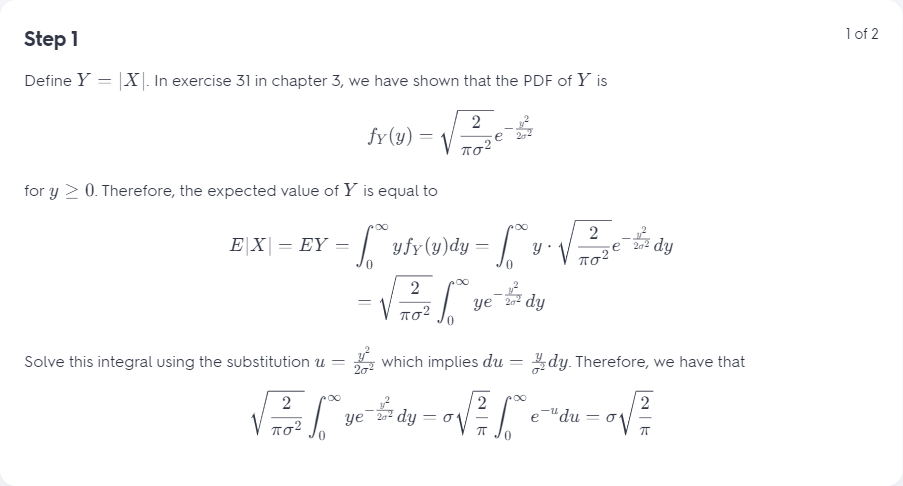 Step 1
1 of 2
Define $Y = |X|$. In exercise 31 in chapter 3, we have shown that the PDF of $Y$ is
$f_Y(y) = \sqrt{\frac{2}{\pi\sigma^2}} e^{-\frac{y^2}{2\sigma^2}}$
for $y \geq 0$. Therefore, the expected value of $Y$ is equal to
$E|X| = EY = \int_0^\infty y f_Y(y)dy = \int_0^\infty y \cdot \sqrt{\frac{2}{\pi\sigma^2}} e^{-\frac{y^2}{2\sigma^2}} dy$
$= \sqrt{\frac{2}{\pi\sigma^2}} \int_0^\infty y e^{-\frac{y^2}{2\sigma^2}} dy$
Solve this integral using the substitution $u = \frac{y^2}{2\sigma^2}$ which implies $du = \frac{y}{\sigma^2} dy$. Therefore, we have that
$\sqrt{\frac{2}{\pi\sigma^2}} \int_0^\infty y e^{-\frac{y^2}{2\sigma^2}} dy = \sigma\sqrt{\frac{2}{\pi}} \int_0^\infty e^{-u} du = \sigma\sqrt{\frac{2}{\pi}}$